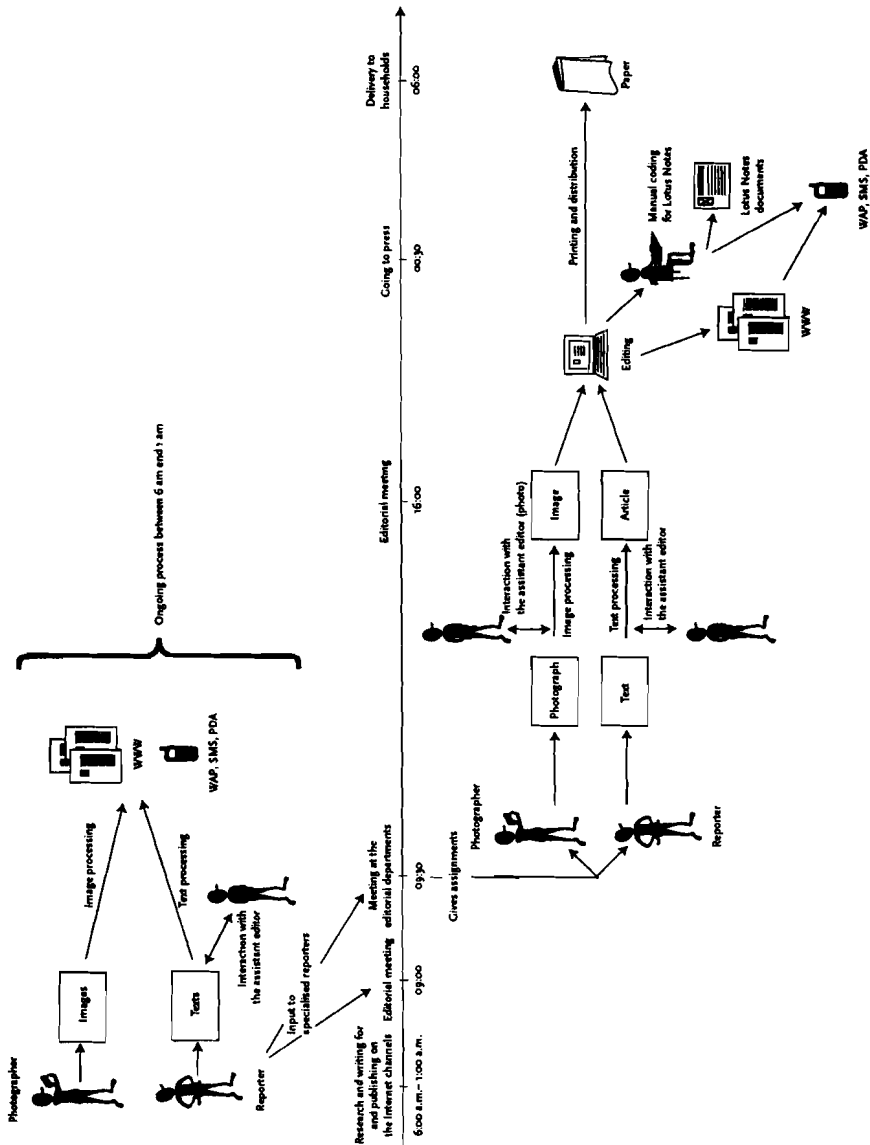 Photographer
Images
Image processing
WWW
WAP, SMS, PDA
Texts
Text processing
Interaction with
the assistant editor
Reporter
Input to
specialised reporters
Ongoing process between 6 am end 1 am
Research and writing for
and publishing on
the Internet channels
6:00 a.m.– 1:00 a.m.
Editorial meeting
09:00
Meeting at the
editorial departments
09:30
Editorial meeting
16:00
Going to press
00:30
Delivery to
households
06:00
Gives assignments
Photographer
Photograph
Interaction with
the assistant editor (photo)
Image processing
Image
Reporter
Text
Text processing
Interaction with
the assistant editor
Article
Editing
Printing and distribution
Paper
Manual coding
for Lotus Notes
Lotus Notes
documents
WWW
WAP, SMS, PDA